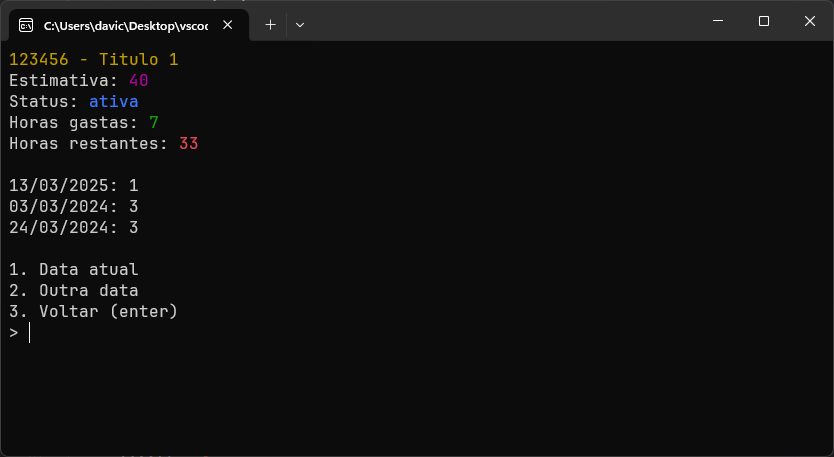 C:\Users\davic\Desktop\vscoc
123456 - Titulo 1
Estimativa: 40
Status: ativa
Horas gastas: 7
Horas restantes: 33
13/03/2025: 1
03/03/2024: 3
24/03/2024: 3
1. Data atual
2. Outra data
3. Voltar (enter)
>